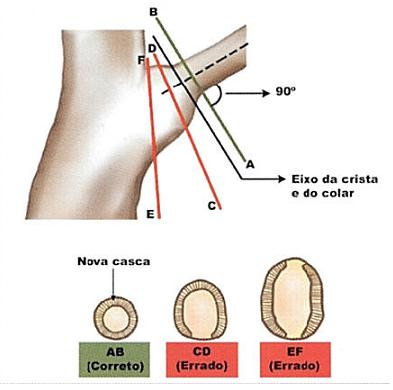 B
D
F
90º
A
Eixo da crista
e do colar
C
E
Nova casca
AB
(Correto)
CD
(Errado)
EF
(Errado)